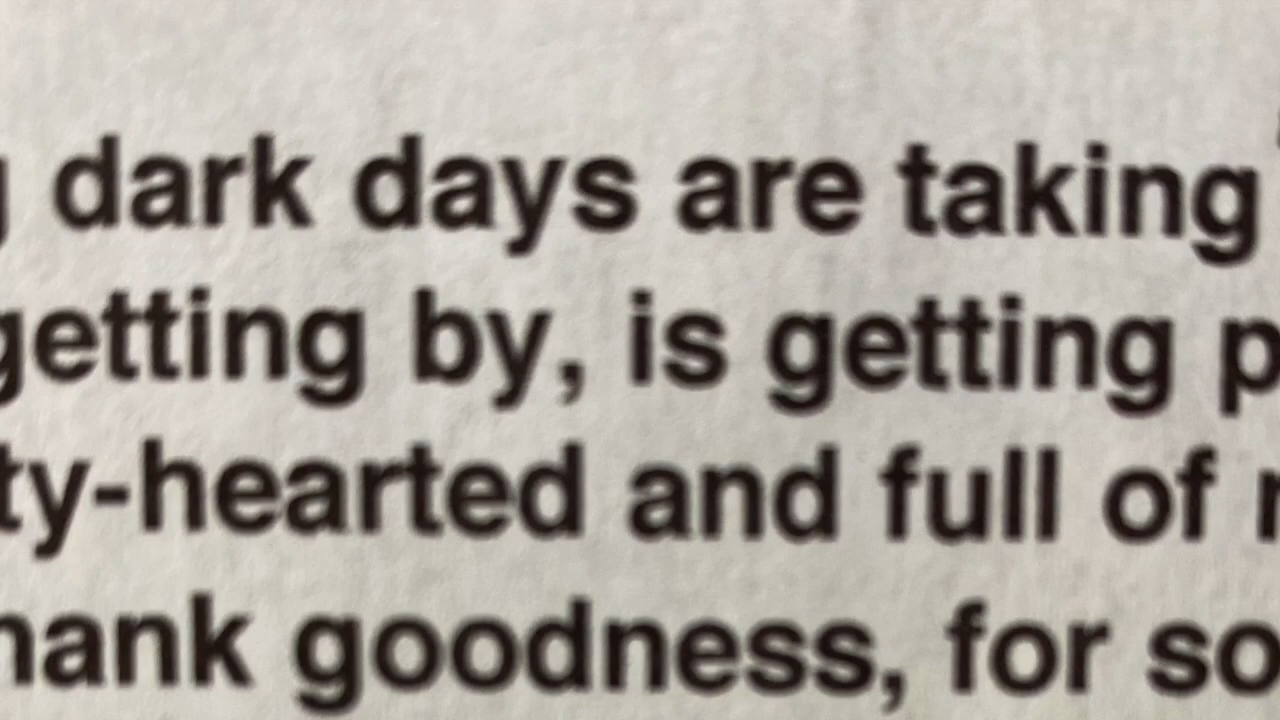 dark days are taking
getting by, is getting
ty-hearted and full of
hank goodness, for so